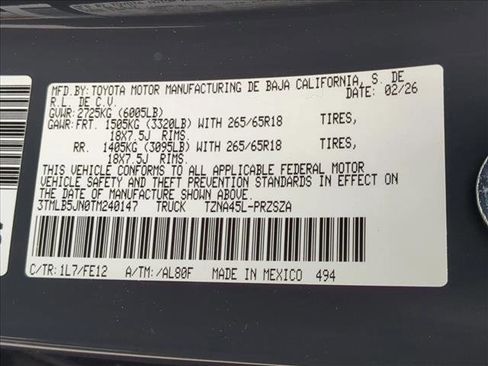 MFD.BY: TOYOTA MOTOR MANUFACTURING DE BAJA CALIFORNIA, S. DE
R.L. DE C.V. DATE: 02/26
GVWR: 2725KG (6005LB)
GAWR: FRT. 1505KG (3320LB) WITH 265/65R18 TIRES,
18X7.5J RIMS.
RR. 1405KG (3095LB) WITH 265/65R18 TIRES,
18X7.5J RIMS.
THIS VEHICLE CONFORMS TO ALL APPLICABLE FEDERAL MOTOR
VEHICLE SAFETY AND THEFT PREVENTION STANDARDS IN EFFECT
ON THE DATE OF MANUFACTURE SHOWN ABOVE.
3TMLB5JN0TM240147 TRUCK TZNA45L-PRZSZA
C/TR: 1L7/FE12 A/TM: /AL80F MADE IN MEXICO 494